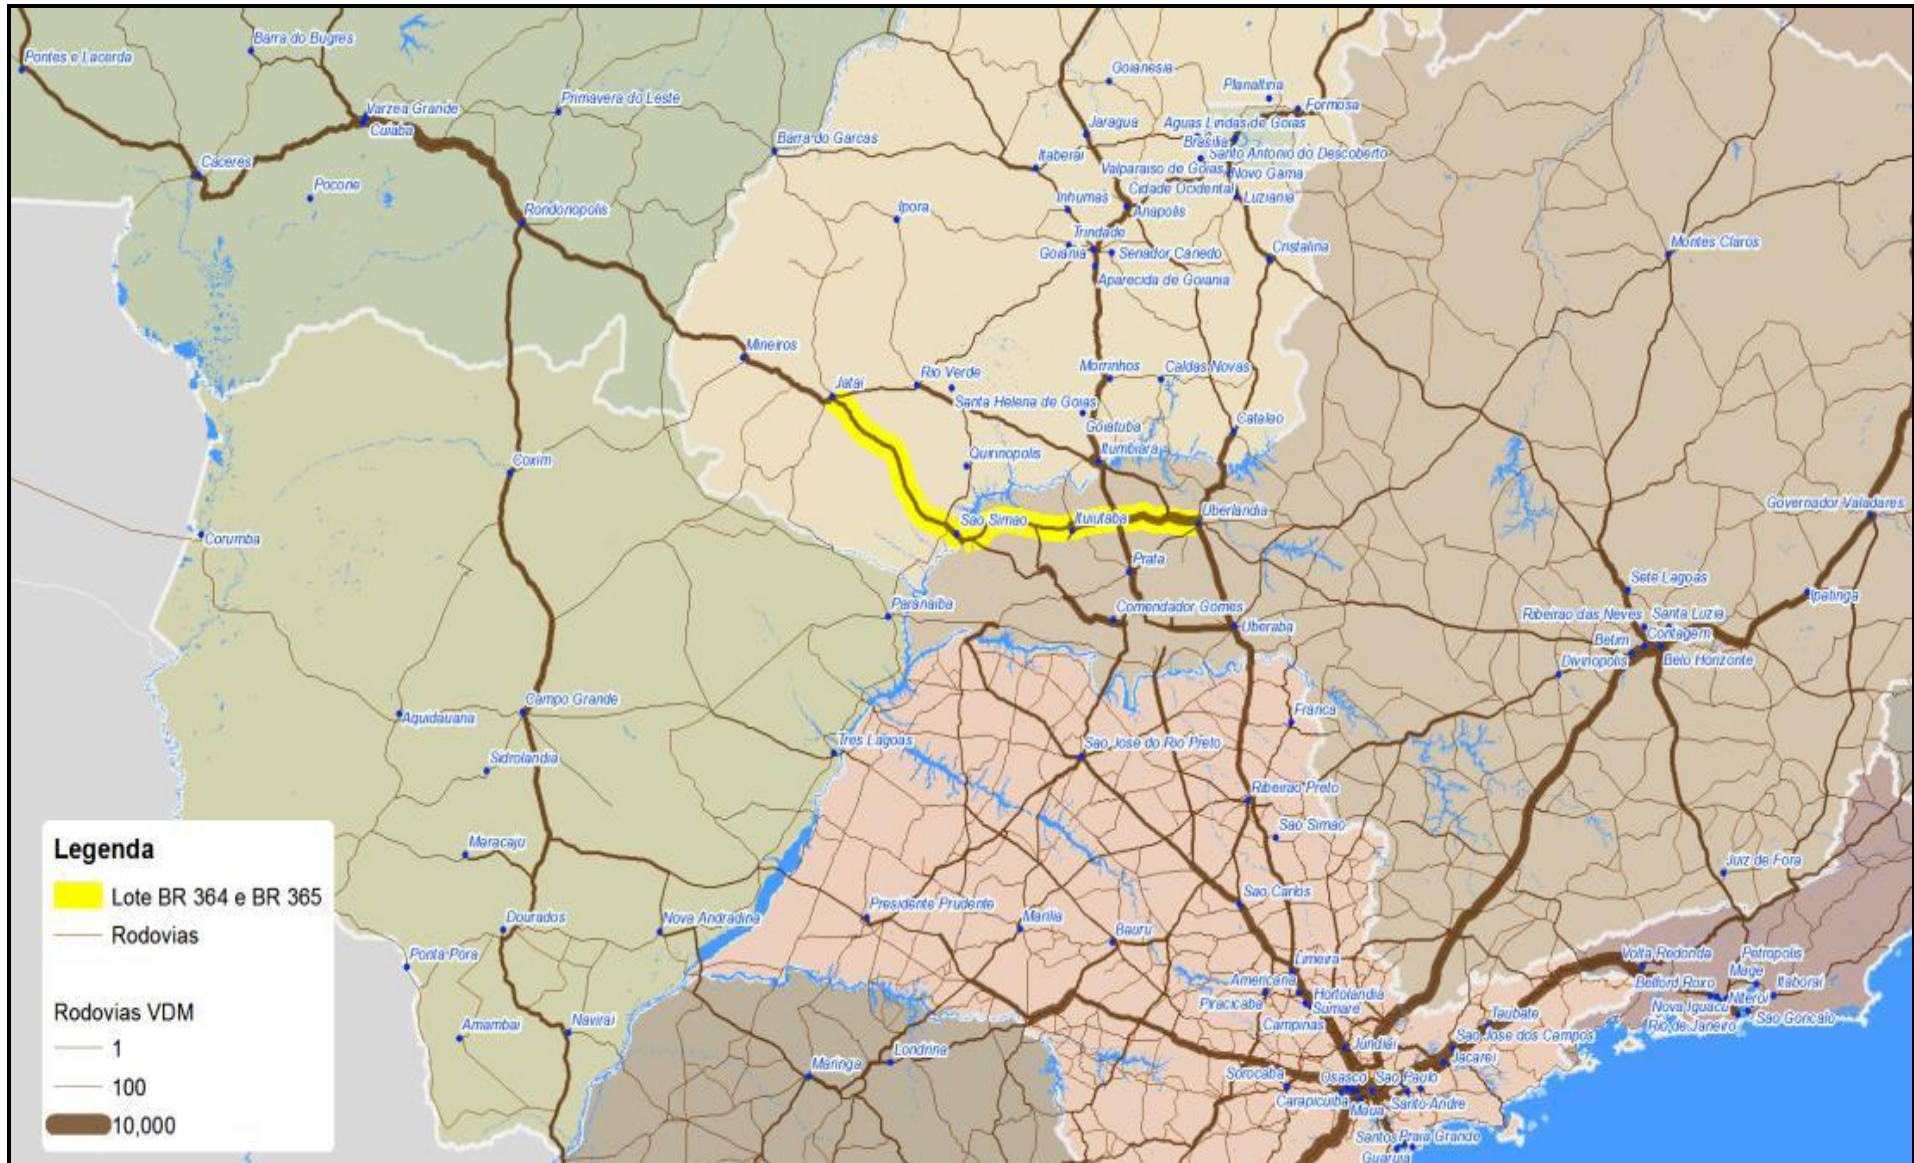 Barra do Bugres
Pontes e Lacerda
Goianesia
Planaltina
Primavera do Leste
Formosa
Varzea Grande
Cuiaba
Jaragua
Aguas Lindas de Goias
Barra do Garcas
Brasilia
Santo Antonio do Descoberto
Itaberai
Caceres
Valparaiso de Goias
Novo Gama
Pocone
Cidade Ocidental
Luziania
Inhumas
Anapolis
Ipora
Rondonopolis
Trindade
Goiania
Senador Canedo
Cristalina
Montes Claros
Aparecida de Goiania
Mineiros
Morrinhos
Caldas Novas
Rio Verde
Jatai
Santa Helena de Goias
Goiatuba
Catalao
Quirinopolis
Itumbiara
Coxim
Governador Valadares
Uberlandia
Sao Simao
Ituiutaba
Corumba
Prata
Sete Lagoas
Ipatinga
Paranaiba
Comendador Gomes
Ribeirao das Neves
Santa Luzia
Uberaba
Contagem
Betim
Belo Horizonte
Divinopolis
Campo Grande
Aquidauana
Franca
Tres Lagoas
Sao Jose do Rio Preto
Sidrolandia
Ribeirao Preto
Sao Simao
Maracaju
Juiz de Fora
Legenda
Lote BR 364 e BR 365
Rodovias
Rodovias VDM
1
100
10,000
Sao Carlos
Presidente Prudente
Marilia
Dourados
Nova Andradina
Bauru
Ponta Pora
Volta Redonda
Petropolis
Limeira
Mage
Americana
Belford Roxo
Itaborai
Hortolandia
Piracicaba
Sumare
Nova Iguacu
Niteroi
Amambai
Navirai
Campinas
Taubate
Rio de Janeiro
Sao Goncalo
Sao Jose dos Campos
Jundiai
Londrina
Jacarei
Maringa
Sorocaba
Osasco
Sao Paulo
Carapicuiba
Maua
Santo Andre
Santos
Praia Grande
Guaruja